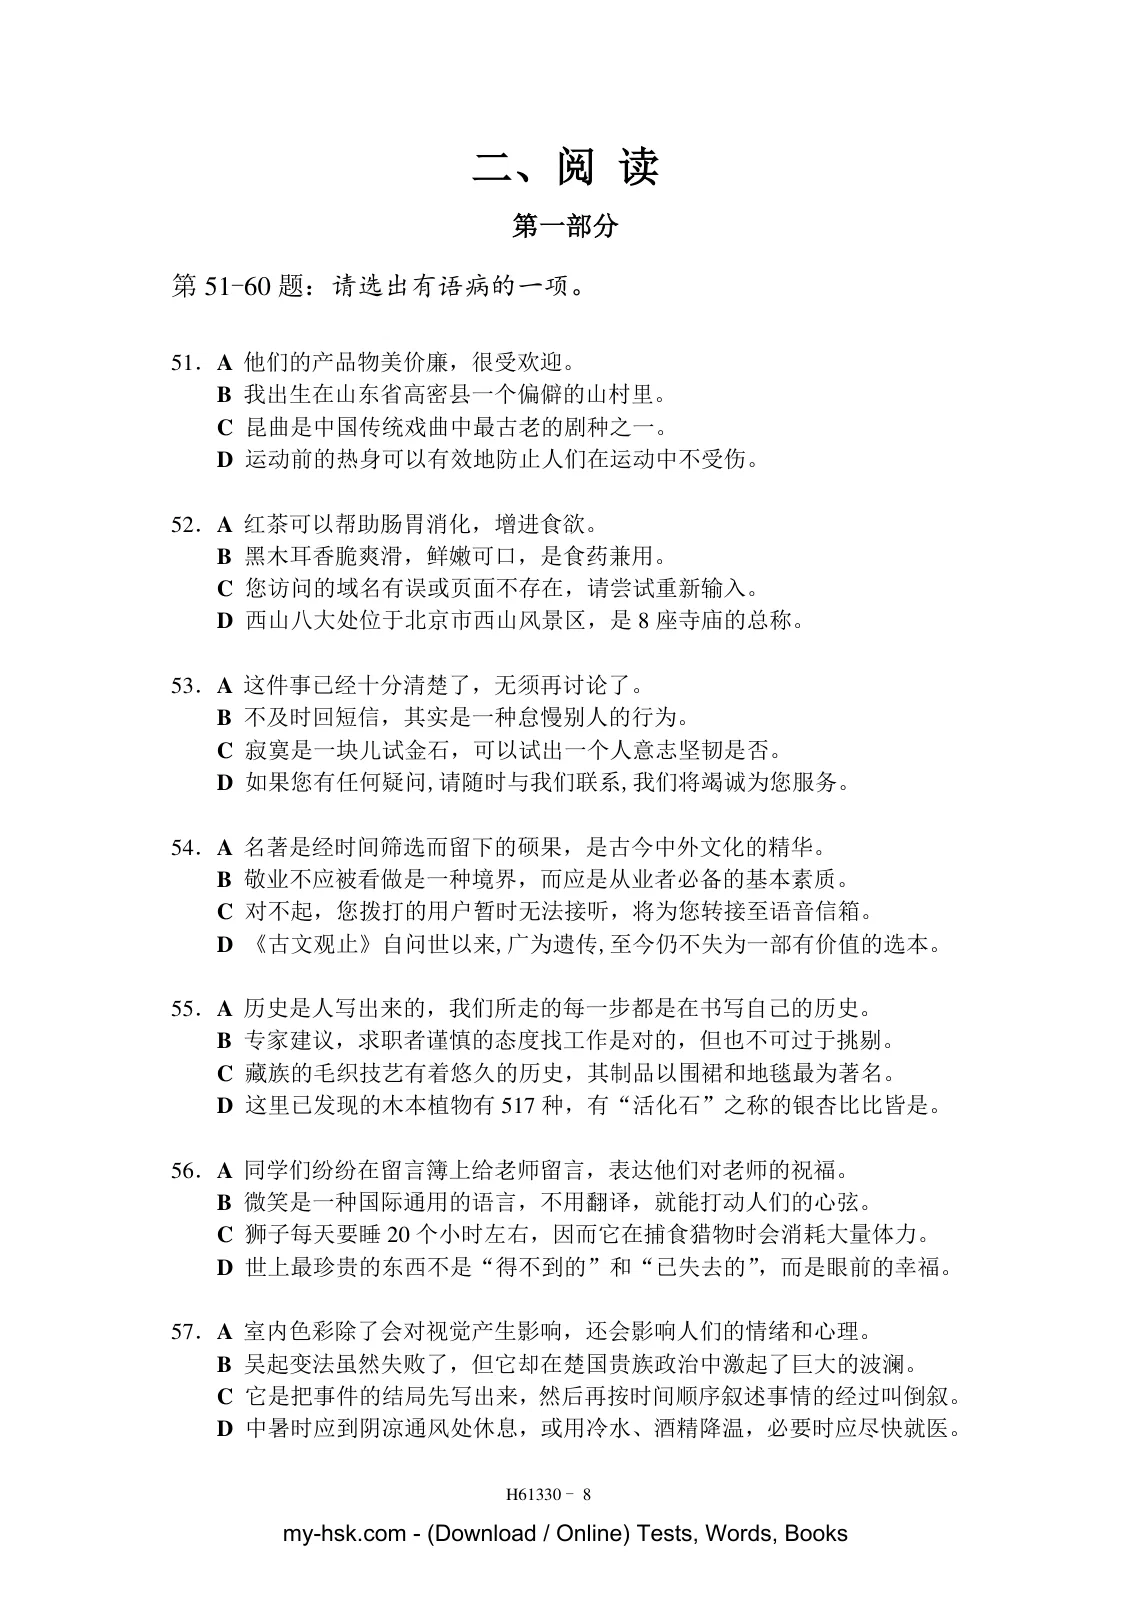 二、阅 读
第一部分
第 51-60 题：请选出有语病的一项。
51．A 他们的产品物美价廉，很受欢迎。
B 我出生在山东省高密县一个偏僻的山村里。
C 昆曲是中国传统戏曲中最古老的剧种之一。
D 运动前的热身可以有效地防止人们在运动中不受伤。
52．A 红茶可以帮助肠胃消化，增进食欲。
B 黑木耳香脆爽滑，鲜嫩可口，是食药兼用。
C 您访问的域名有误或页面不存在，请尝试重新输入。
D 西山八大处位于北京市西山风景区，是 8 座寺庙的总称。
53．A 这件事已经十分清楚了，无须再讨论了。
B 不及时回短信，其实是一种怠慢别人的行为。
C 寂寞是一块儿试金石，可以试出一个人意志坚韧是否。
D 如果您有任何疑问,请随时与我们联系,我们将竭诚为您服务。
54．A 名著是经时间筛选而留下的硕果，是古今中外文化的精华。
B 敬业不应被看做是一种境界，而应是从业者必备的基本素质。
C 对不起，您拨打的用户暂时无法接听，将为您转接至语音信箱。
D 《古文观止》自问世以来,广为遗传,至今仍不失为一部有价值的选本。
55．A 历史是人写出来的，我们所走的每一步都是在书写自己的历史。
B 专家建议，求职者谨慎的态度找工作是对的，但也不可过于挑剔。
C 藏族的毛织技艺有着悠久的历史，其制品以围裙和地毯最为著名。
D 这里已发现的木本植物有 517 种，有“活化石”之称的银杏比比皆是。
56．A 同学们纷纷在留言簿上给老师留言，表达他们对老师的祝福。
B 微笑是一种国际通用的语言，不用翻译，就能打动人们的心弦。
C 狮子每天要睡 20 个小时左右，因而它在捕食猎物时会消耗大量体力。
D 世上最珍贵的东西不是“得不到的”和“已失去的”，而是眼前的幸福。
57．A 室内色彩除了会对视觉产生影响，还会影响人们的情绪和心理。
B 吴起变法虽然失败了，但它却在楚国贵族政治中激起了巨大的波澜。
C 它是把事件的结局先写出来，然后再按时间顺序叙述事情的经过叫倒叙。
D 中暑时应到阴凉通风处休息，或用冷水、酒精降温，必要时应尽快就医。
H61330－ 8
my-hsk.com - (Download / Online) Tests, Words, Books